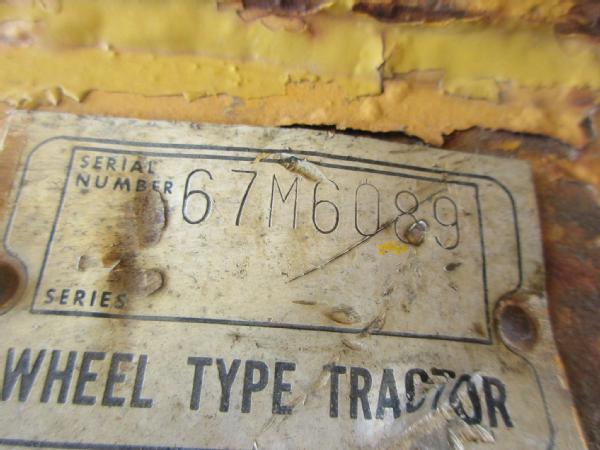 SERIAL
NUMBER 67M6089
SERIES
WHEEL TYPE TRACTOR